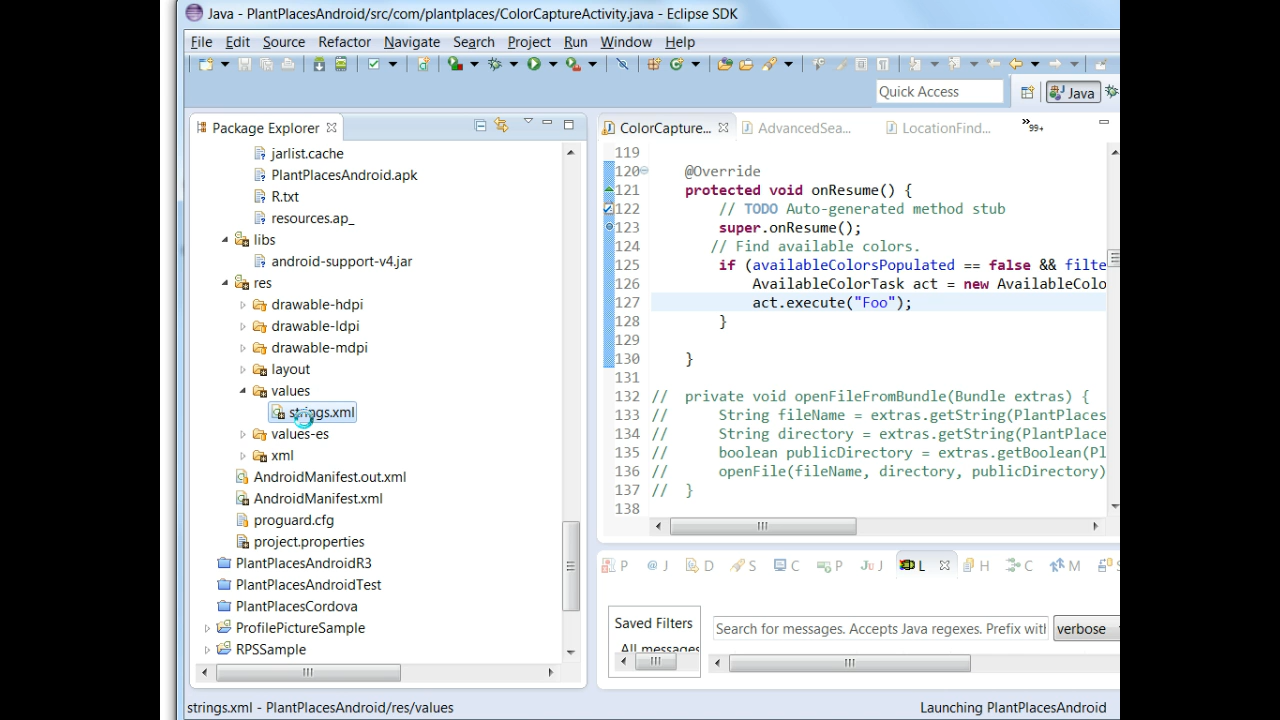 Java - PlantPlacesAndroid/src/com/plantplaces/ColorCaptureActivity.java - Eclipse SDK
File Edit Source Refactor Navigate Search Project Run Window Help
Quick Access
Java
Package Explorer
jarlist.cache
PlantPlacesAndroid.apk
R.txt
resources.ap_
libs
android-support-v4.jar
res
drawable-hdpi
drawable-ldpi
drawable-mdpi
layout
values
strings.xml
values-es
xml
AndroidManifest.out.xml
AndroidManifest.xml
proguard.cfg
project.properties
PlantPlacesAndroidR3
PlantPlacesAndroidTest
PlantPlacesCordova
ProfilePictureSample
RPSSample
ColorCapture... AdvancedSea... LocationFind... 99+
119
120 @Override
121 protected void onResume() {
122 // TODO Auto-generated method stub
123 super.onResume();
124 // Find available colors.
125 if (availableColorsPopulated == false && filte
126 AvailableColorTask act = new AvailableColo
127 act.execute("Foo");
128 }
129
130 }
131
132 // private void openFileFromBundle(Bundle extras) {
133 // String fileName = extras.getString(PlantPlaces
134 // String directory = extras.getString(PlantPlace
135 // boolean publicDirectory = extras.getBoolean(Pl
136 // openFile(fileName, directory, publicDirectory)
137 // }
138
P @ J D S C P Ju J L H C M
Saved Filters
All messages
Search for messages. Accepts Java regexes. Prefix with
verbose
strings.xml - PlantPlacesAndroid/res/values
Launching PlantPlacesAndroid